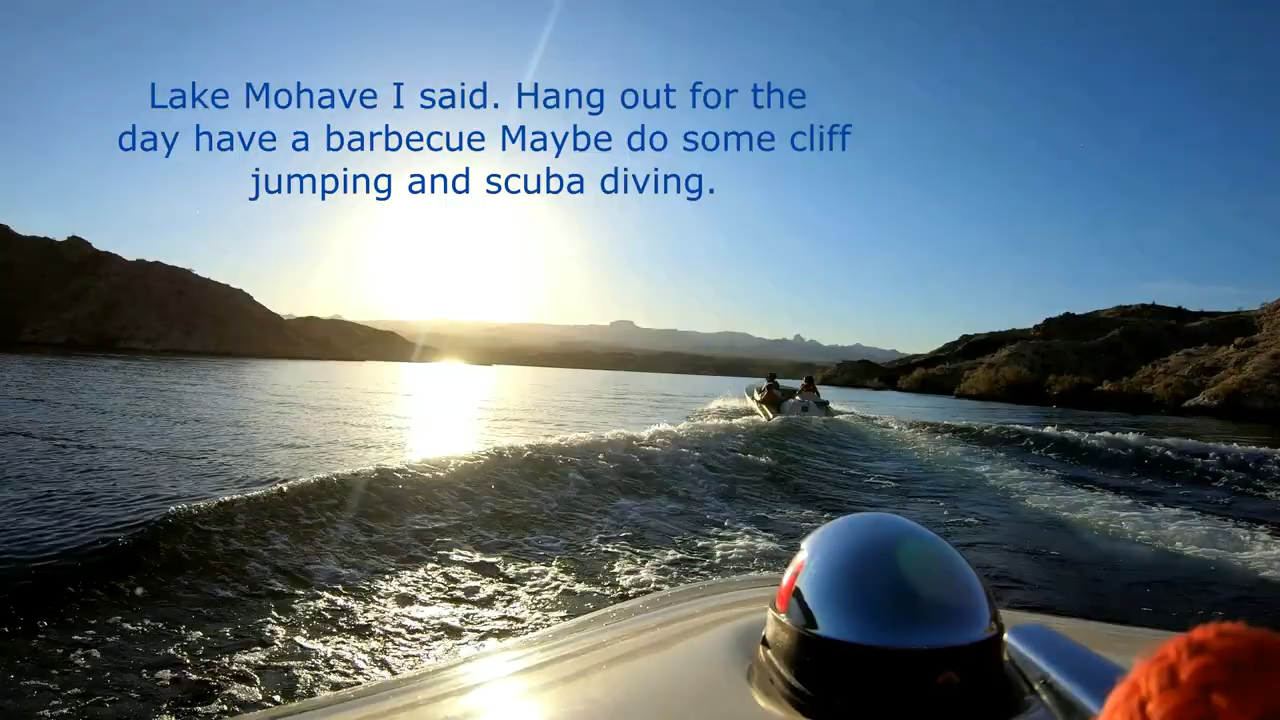 Lake Mohave I said. Hang out for the
day have a barbecue Maybe do some cliff
jumping and scuba diving.